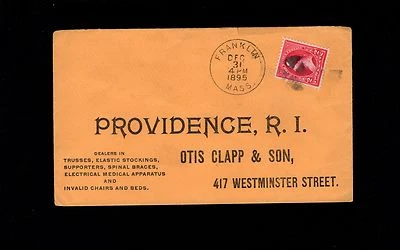 FRANKLIN
DEC
31
4 PM
1895
MASS.
PROVIDENCE, R. I.
DEALERS IN
TRUSSES, ELASTIC STOCKINGS,
SUPPORTERS, SPINAL BRACES,
ELECTRICAL MEDICAL APPARATUS
AND
INVALID CHAIRS AND BEDS.
OTIS CLAPP & SON,
417 WESTMINSTER STREET.